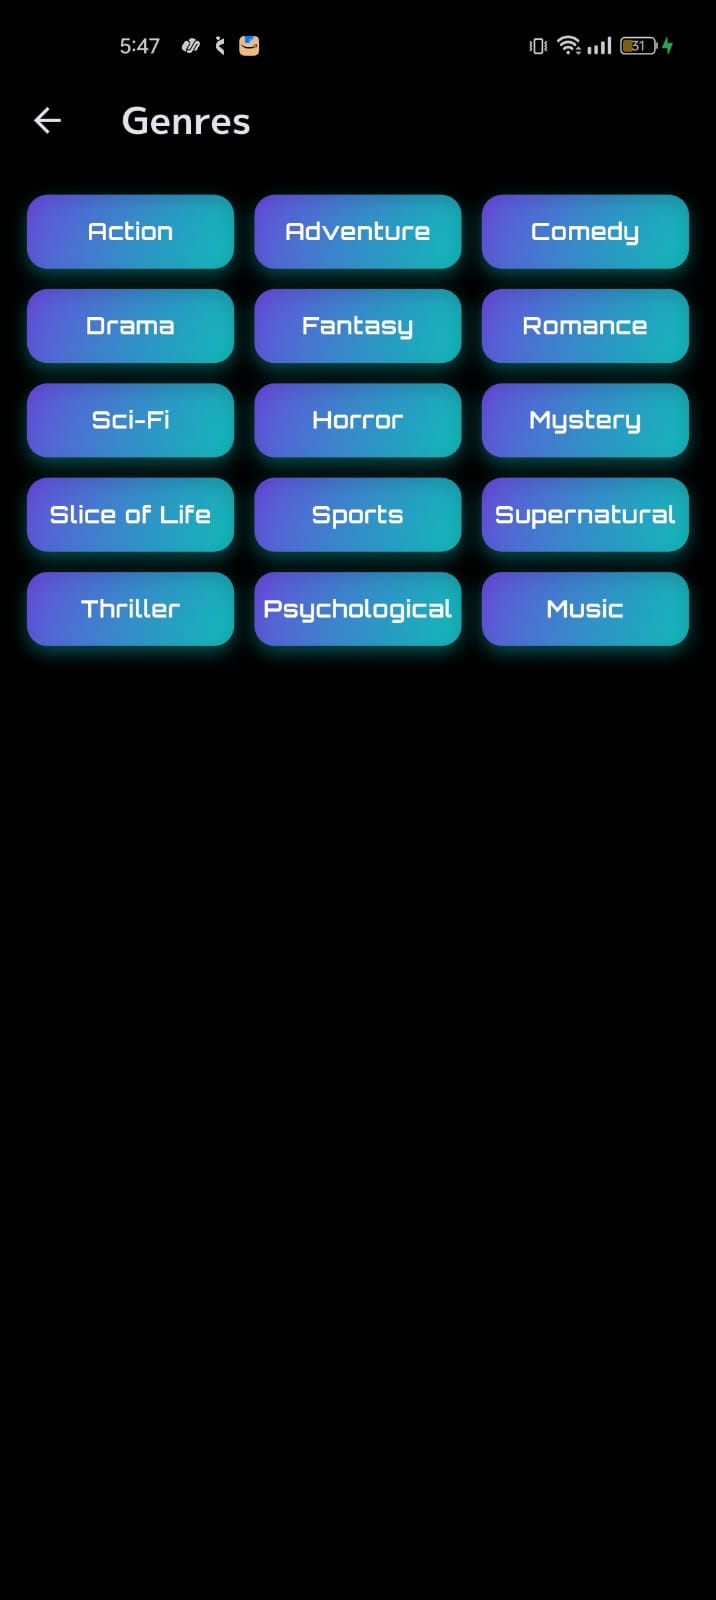 5:47 31
Genres
Action Adventure Comedy
Drama Fantasy Romance
Sci-Fi Horror Mystery
Slice of Life Sports Supernatural
Thriller Psychological Music